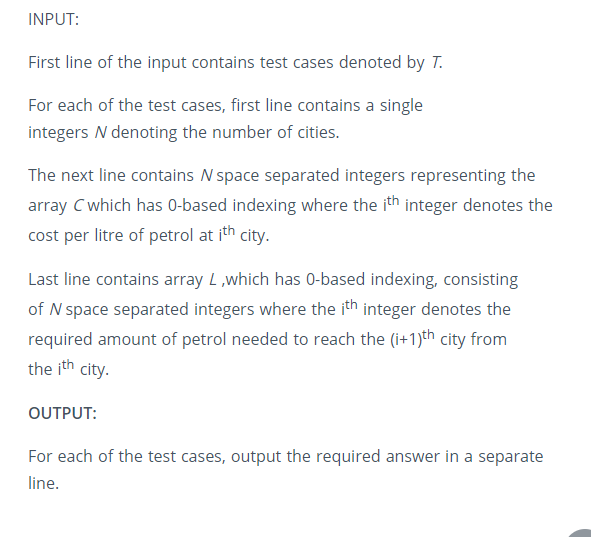 INPUT:
First line of the input contains test cases denoted by T.
For each of the test cases, first line contains a single
integers N denoting the number of cities.
The next line contains N space separated integers representing the
array C which has 0-based indexing where the ith integer denotes the
cost per litre of petrol at ith city.
Last line contains array L ,which has 0-based indexing, consisting
of N space separated integers where the ith integer denotes the
required amount of petrol needed to reach the (i+1)th city from
the ith city.
OUTPUT:
For each of the test cases, output the required answer in a separate
line.